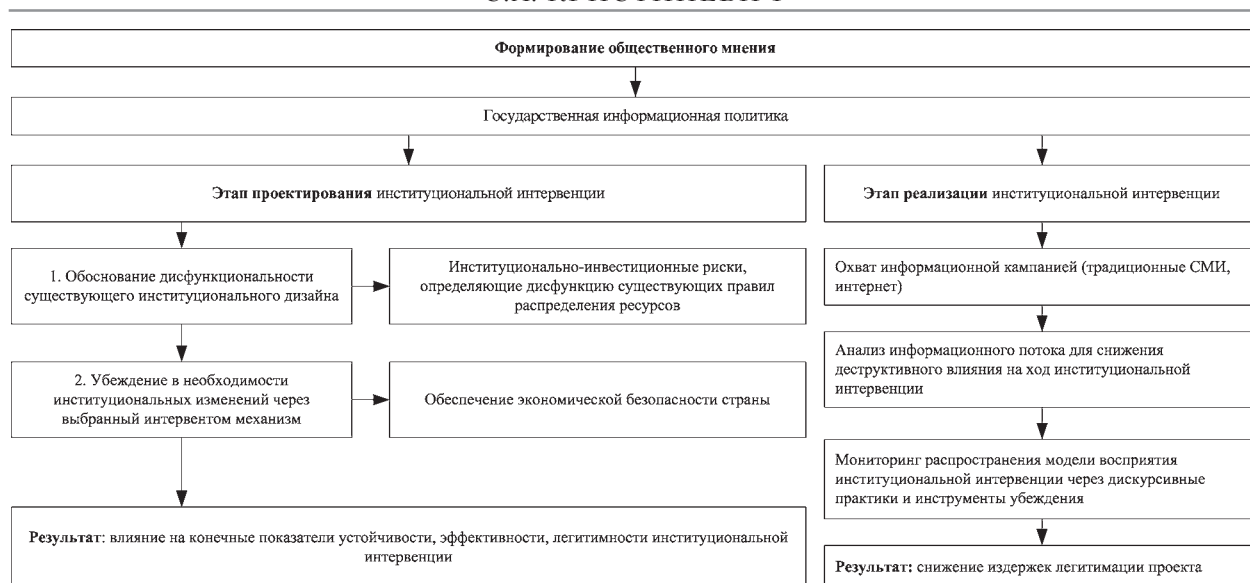 Формирование общественного мнения
Государственная информационная политика
Этап проектирования институциональной интервенции
1. Обоснование дисфункциональности
существующего институционального дизайна
Институционально-инвестиционные риски,
определяющие дисфункцию существующих правил
распределения ресурсов
2. Убеждение в необходимости
институциональных изменений через
выбранный интервентом механизм
Обеспечение экономической безопасности страны
Результат: влияние на конечные показатели устойчивости, эффективности, легитимности институциональной
интервенции
Этап реализации институциональной интервенции
Охват информационной кампанией (традиционные СМИ,
интернет)
Анализ информационного потока для снижения
деструктивного влияния на ход институциональной
интервенции
Мониторинг распространения модели восприятия
институциональной интервенции через дискурсивные
практики и инструменты убеждения
Результат: снижение издержек легитимации проекта